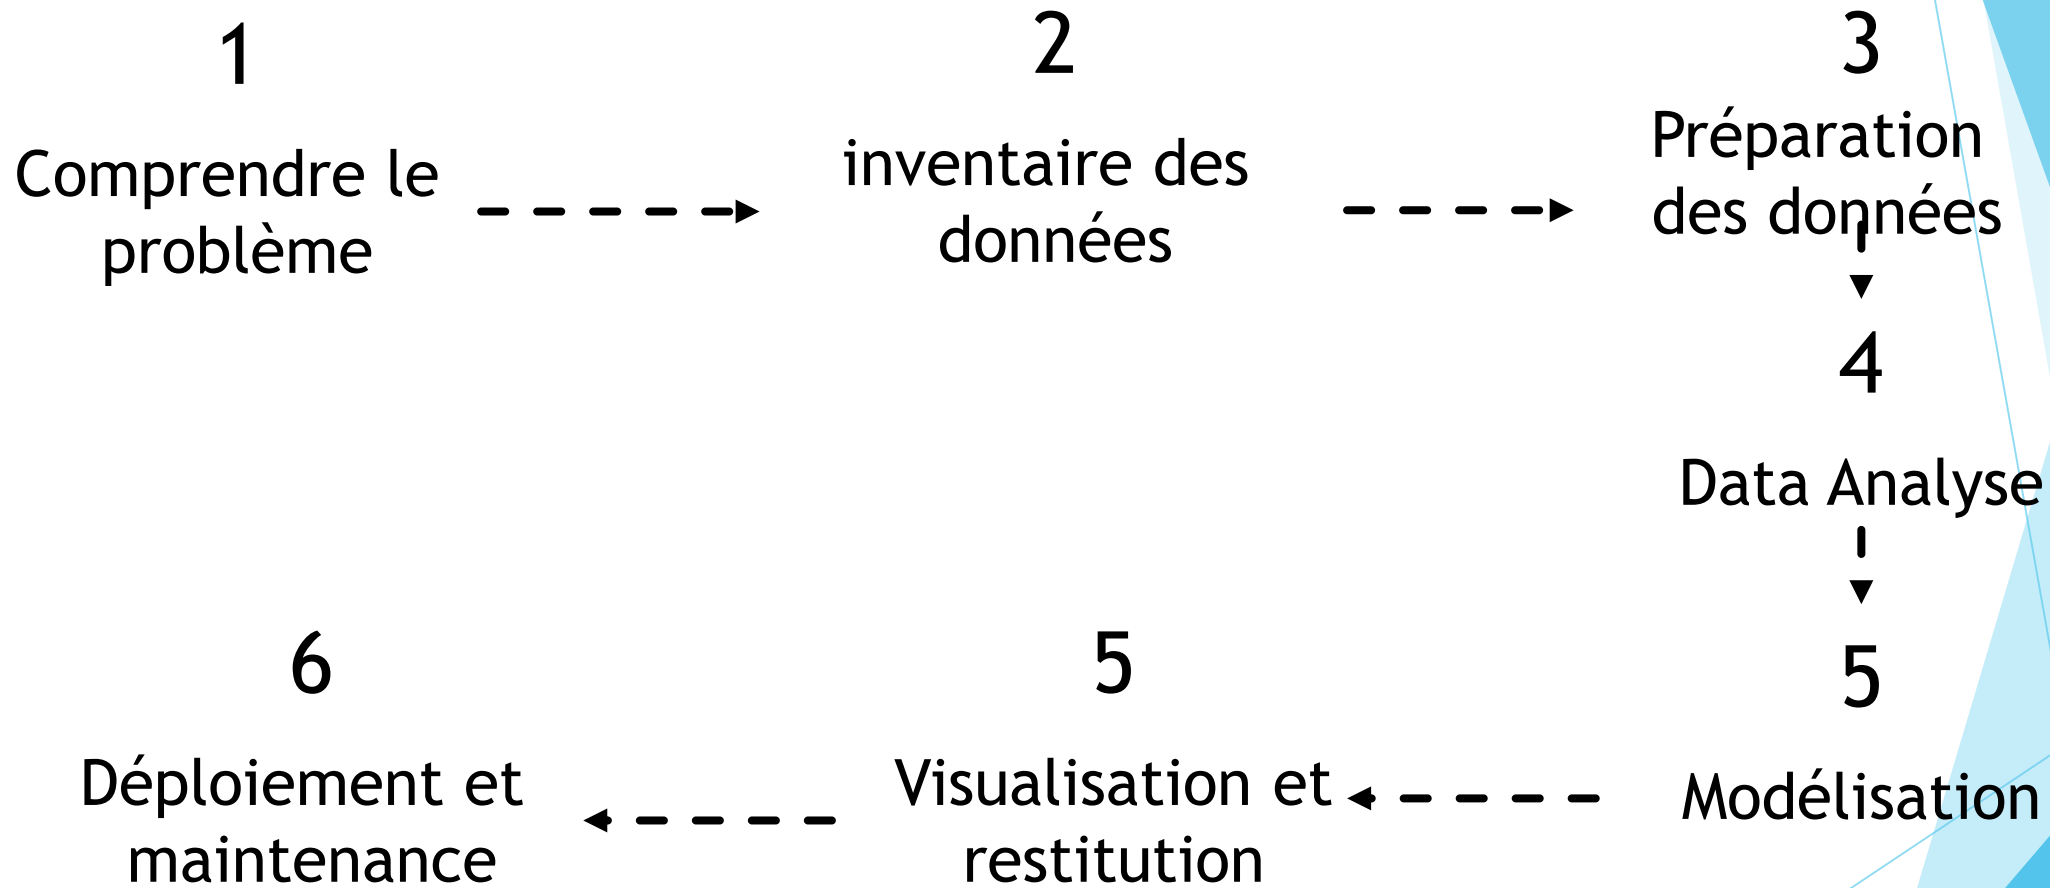 1
Comprendre le
problème
2
inventaire des
données
3
Préparation
des données
4
Data Analyse
5
Modélisation
5
Visualisation et
restitution
6
Déploiement et
maintenance